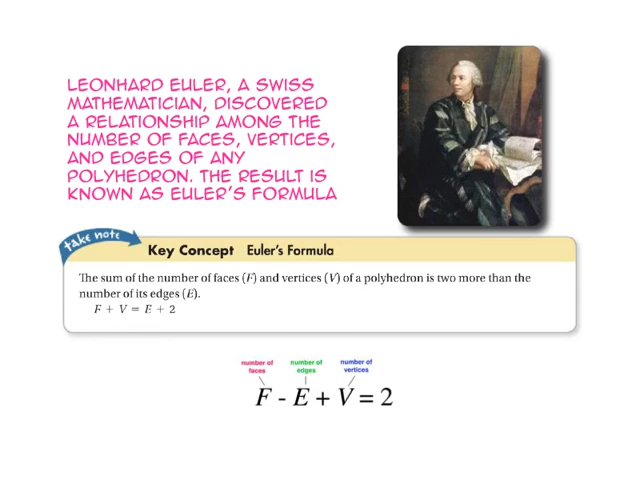 LEONHARD EULER, A SWISS
MATHEMATICIAN, DISCOVERED
A RELATIONSHIP AMONG THE
NUMBER OF FACES, VERTICES,
AND EDGES OF ANY
POLYHEDRON. THE RESULT IS
KNOWN AS EULER'S FORMULA
take note
Key Concept Euler's Formula
The sum of the number of faces (F) and vertices (V) of a polyhedron is two more than the
number of its edges (E).
F + V = E + 2
number of faces
number of edges
number of vertices
F - E + V = 2